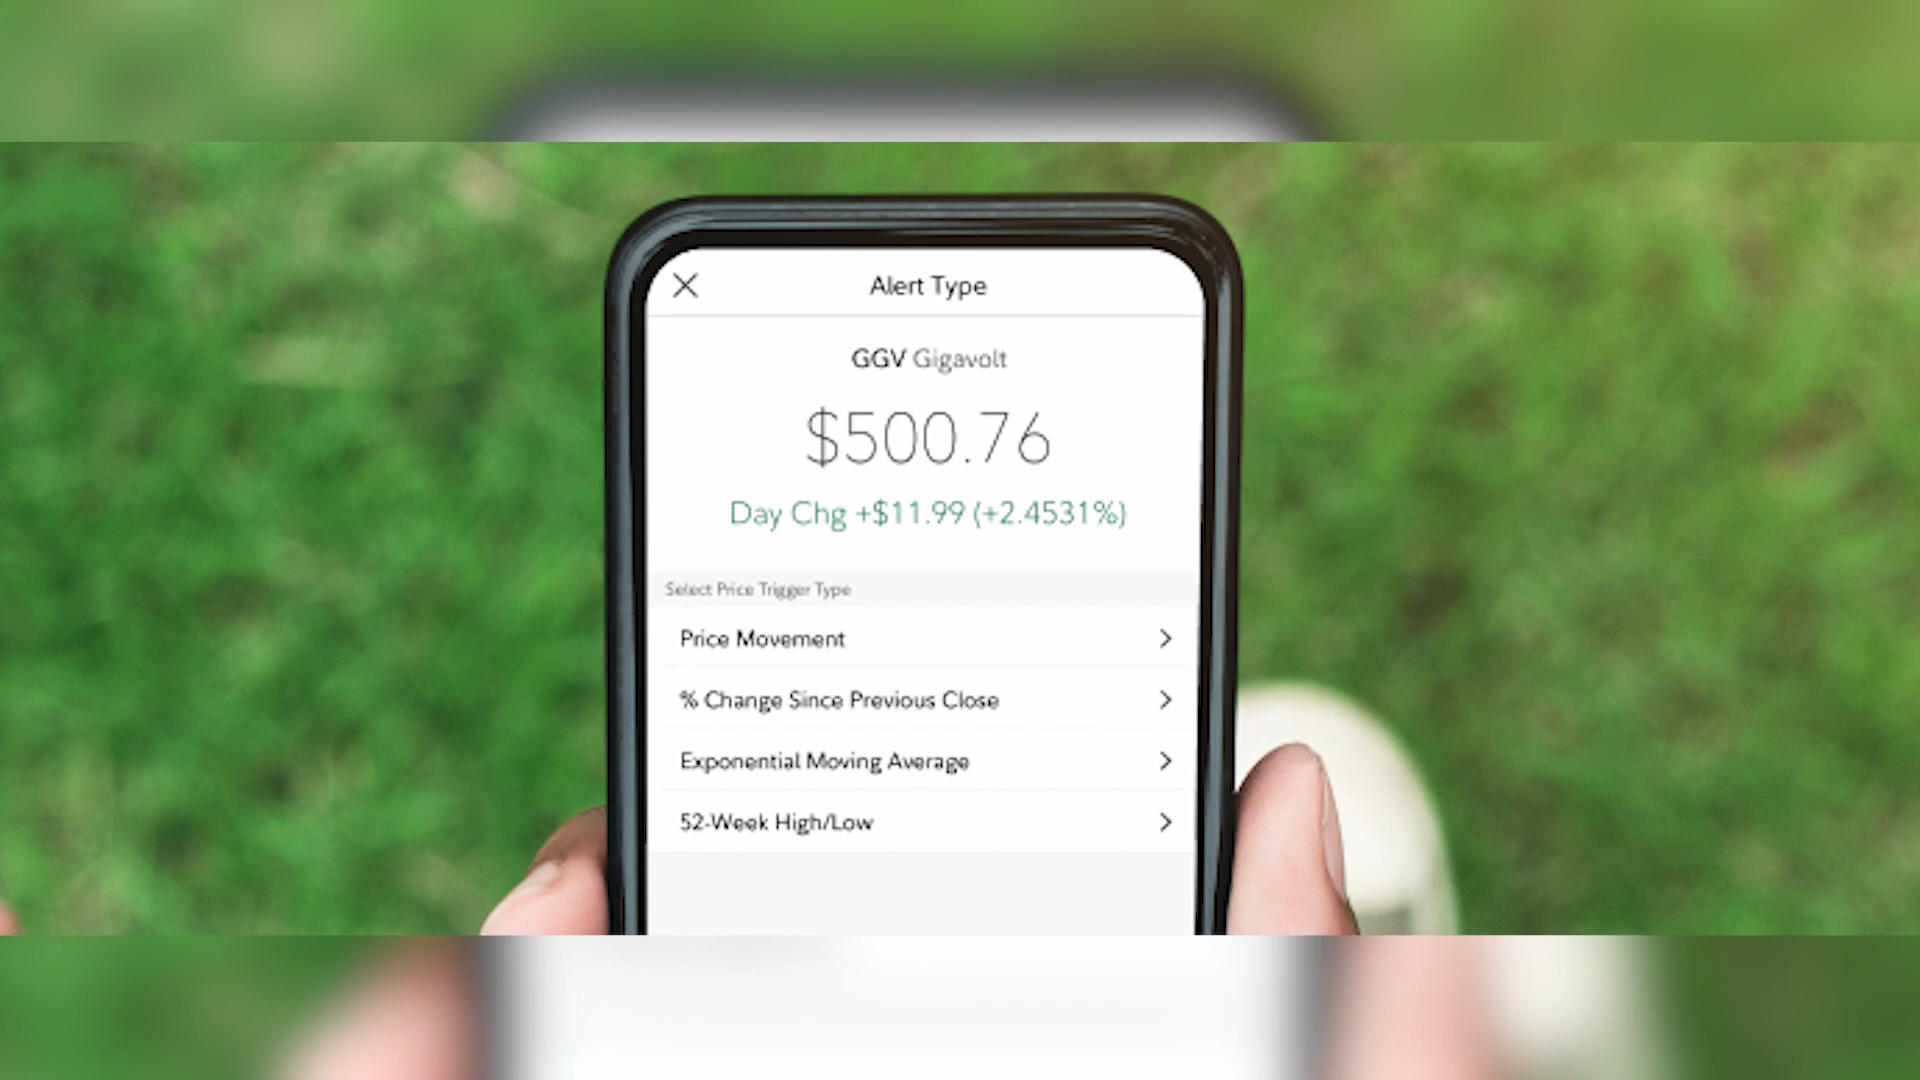 Alert Type
GGV Gigavolt
$500.76
Day Chg +$11.99 (+2.4531%)
Select Price Trigger Type
Price Movement
% Change Since Previous Close
Exponential Moving Average
52-Week High/Low